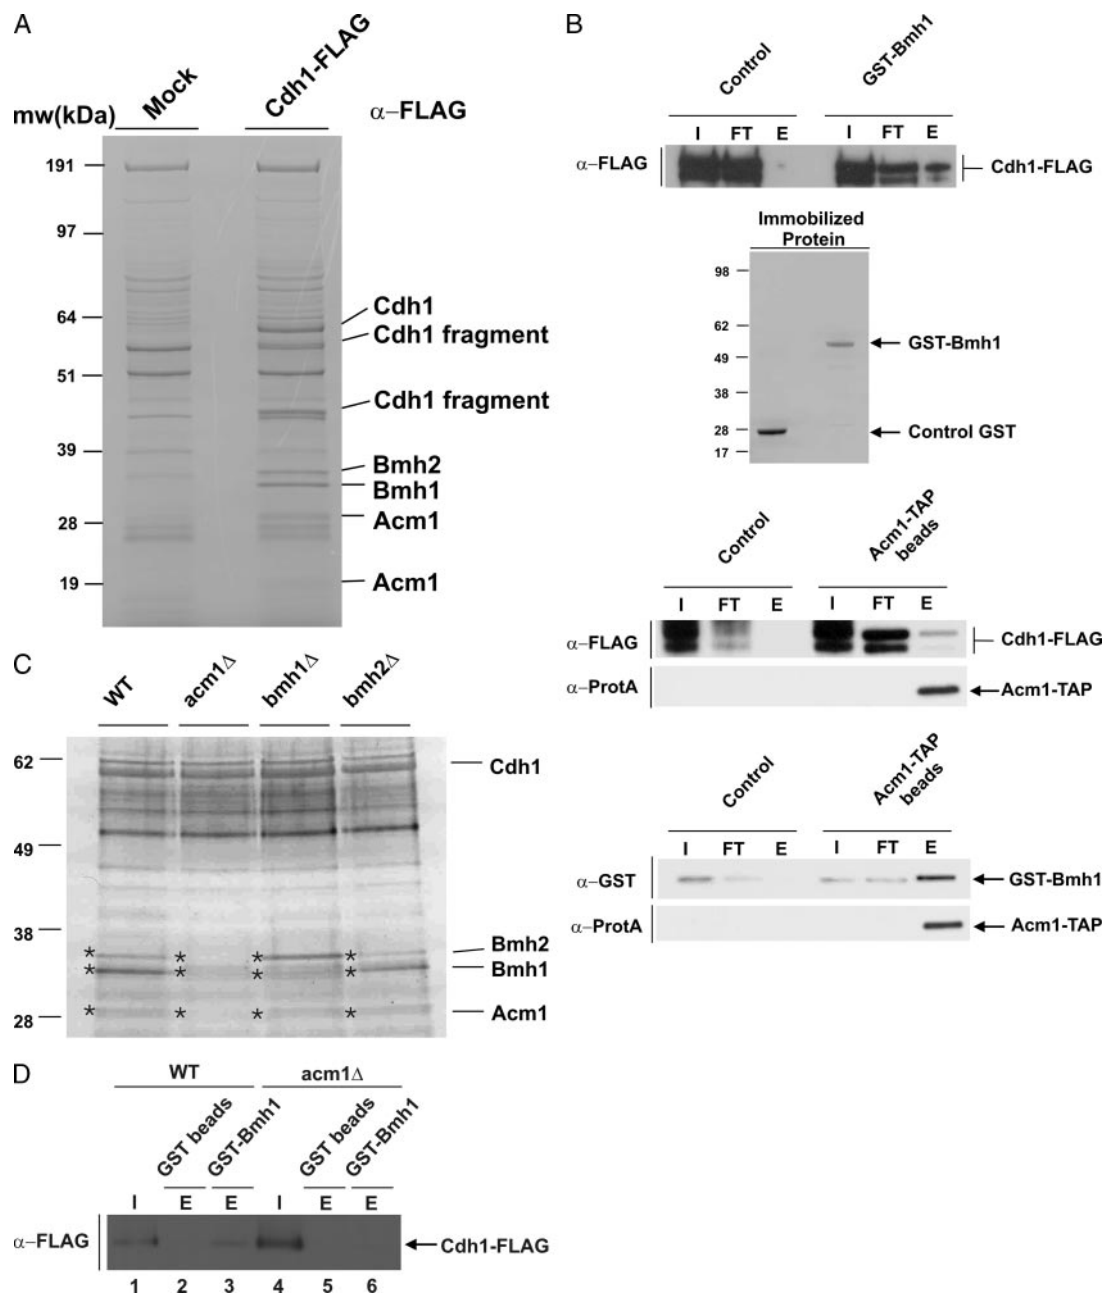 A
Mock
Cdh1-FLAG
mw(kDa)
α–FLAG
191
97
64
51
39
28
19
Cdh1
Cdh1 fragment
Cdh1 fragment
Bmh2
Bmh1
Acm1
Acm1
B
Control
GST-Bmh1
I FT E I FT E
α–FLAG
Cdh1-FLAG
Immobilized
Protein
98
62
49
38
28
17
GST-Bmh1
Control GST
Control
Acm1-TAP
beads
I FT E I FT E
α–FLAG
Cdh1-FLAG
α–ProtA
Acm1-TAP
Control
Acm1-TAP
beads
I FT E I FT E
α–GST
GST-Bmh1
α–ProtA
Acm1-TAP
C
WT
acm1Δ
bmh1Δ
bmh2Δ
62
49
38
28
Cdh1
Bmh2
Bmh1
Acm1
* * * *
* * * *
* * * *
D
WT acm1Δ
GST beads
GST-Bmh1
GST beads
GST-Bmh1
I E E I E E
α–FLAG
Cdh1-FLAG
1 2 3 4 5 6